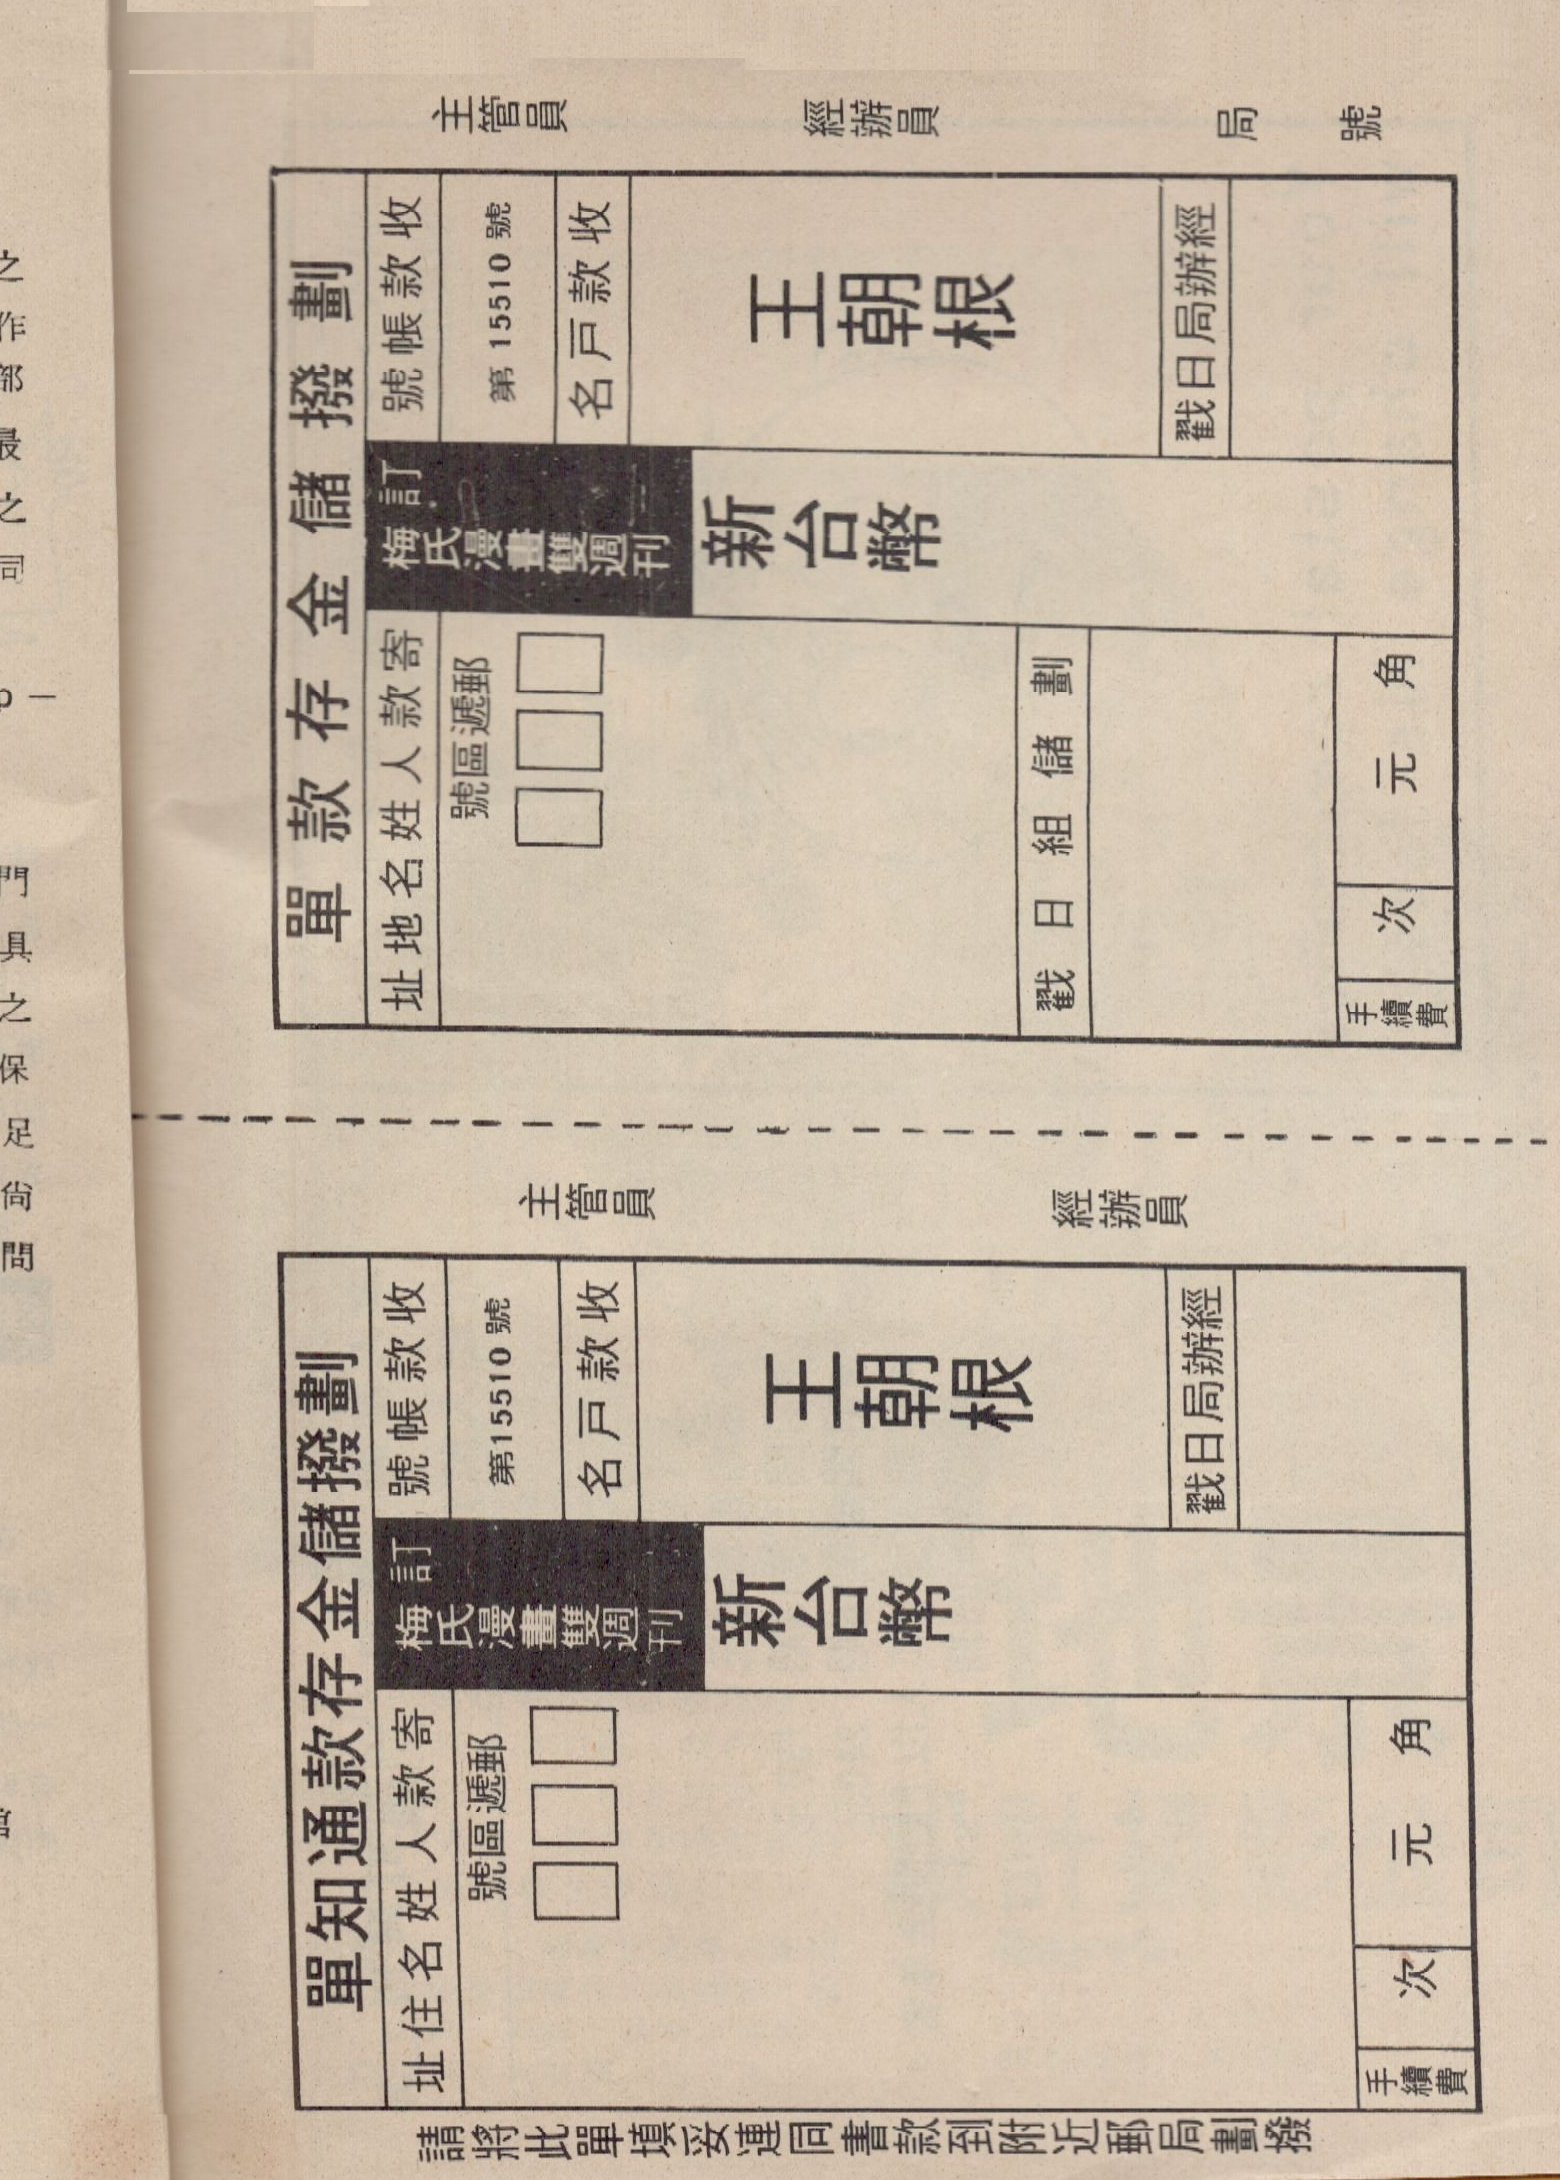 主管員
經辦員
局號
劃撥儲金存款單
收款帳號
第15510號
收款戶名
王朝根
經辦局日戳
訂
梅氏漫畫雙週刊
新台幣
寄款人姓名地址
郵遞區號
劃儲組日戳
元角
次
手續費
主管員
經辦員
劃撥儲金存款通知單
收款帳號
第15510號
收款戶名
王朝根
經辦局日戳
訂
梅氏漫畫雙週刊
新台幣
寄款人姓名住址
郵遞區號
元角
次
手續費
請將此單填妥連同書款到附近郵局劃撥
之
作
部
最
之
同
門
具
之
保
足
尚
問